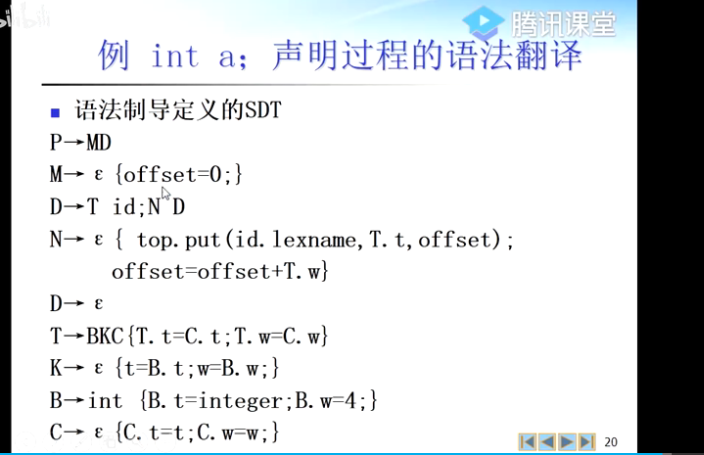 bilibili
腾讯课堂
例 int a; 声明过程的语法翻译
■ 语法制导定义的SDT
P→MD
M→ ε {offset=0;}
D→T id;N D
N→ ε { top.put(id.lexname,T.t,offset);
offset=offset+T.w}
D→ ε
T→BKC{T.t=C.t;T.w=C.w}
K→ ε {t=B.t;w=B.w;}
B→int {B.t=integer;B.w=4;}
C→ ε {C.t=t;C.w=w;}
20